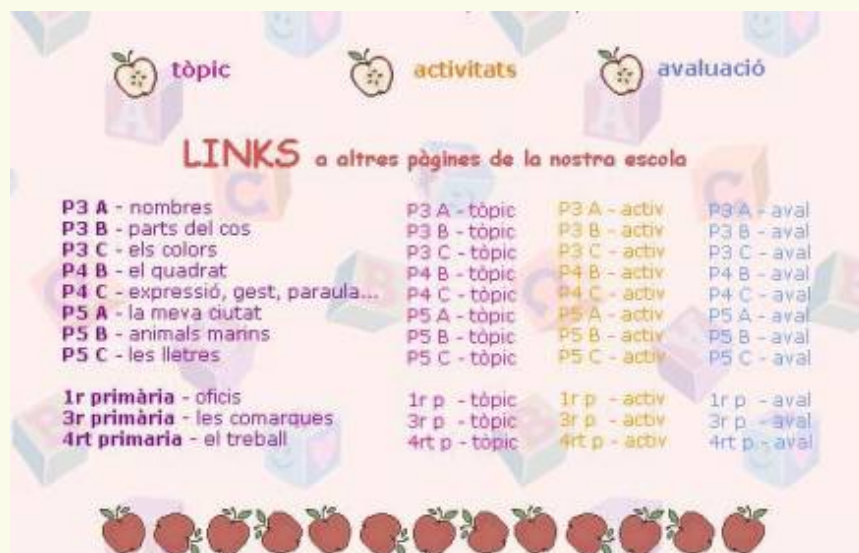 tòpic activitats avaluació
LINKS a altres pàgines de la nostra escola
P3 A - nombres P3 A - tòpic P3 A - activ P3 A - aval
P3 B - parts del cos P3 B - tòpic P3 B - activ P3 B - aval
P3 C - els colors P3 C - tòpic P3 C - activ P3 C - aval
P4 B - el quadrat P4 B - tòpic P4 B - activ P4 B - aval
P4 C - expressió, gest, paraula... P4 C - tòpic P4 C - activ P4 C - aval
P5 A - la meva ciutat P5 A - tòpic P5 A - activ P5 A - aval
P5 B - animals marins P5 B - tòpic P5 B - activ P5 B - aval
P5 C - les lletres P5 C - tòpic P5 C - activ P5 C - aval
1r primària - oficis 1r p - tòpic 1r p - activ 1r p - aval
3r primària - les comarques 3r p - tòpic 3r p - activ 3r p - aval
4rt primaria - el treball 4rt p - tòpic 4rt p - activ 4rt p - aval